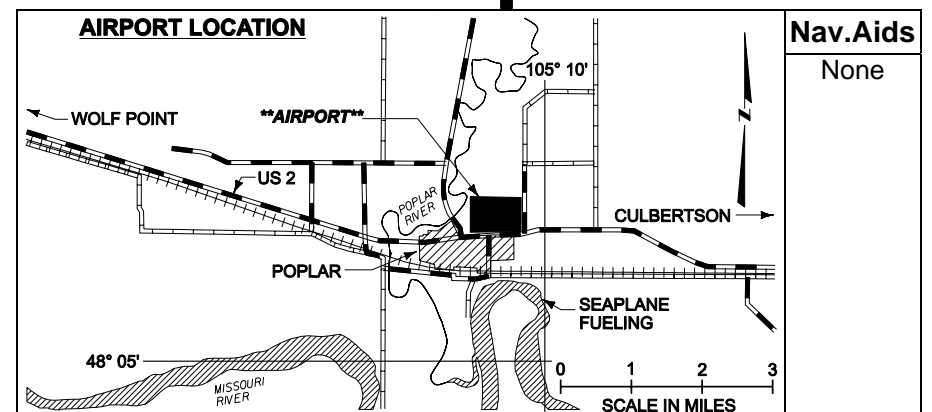 AIRPORT LOCATION
Nav.Aids
None
105° 10'
WOLF POINT
**AIRPORT**
N
US 2
POPLAR
RIVER
CULBERTSON
POPLAR
SEAPLANE
FUELING
48° 05'
MISSOURI
RIVER
0 1 2 3
SCALE IN MILES